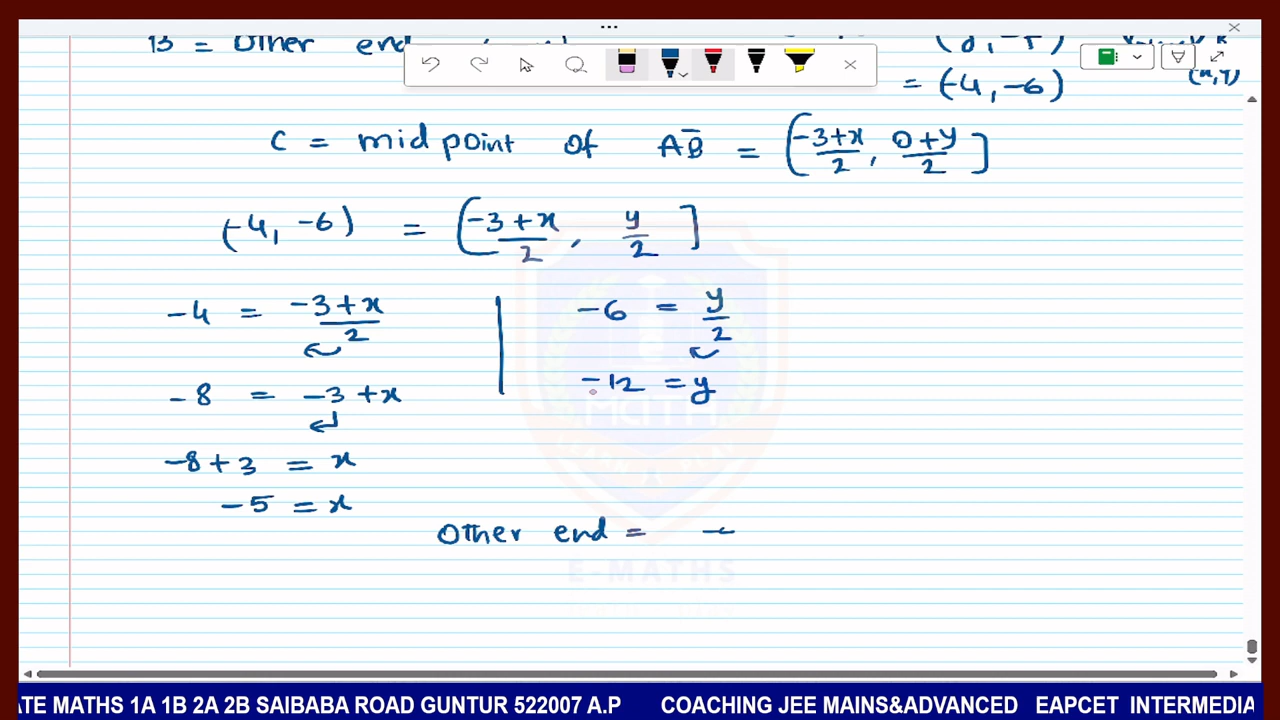 B = Other end
= (-4, -6)
C = midpoint of AB̅ = [-3+x/2, 0+y/2]
(-4, -6) = [-3+x/2, y/2]
-4 = -3+x/2 | -6 = y/2
-8 = -3+x | -12 = y
-8+3 = x
-5 = x
Other end =
E-MATHS
ATE MATHS 1A 1B 2A 2B SAIBABA ROAD GUNTUR 522007 A.P COACHING JEE MAINS&ADVANCED EAPCET INTERMEDIA